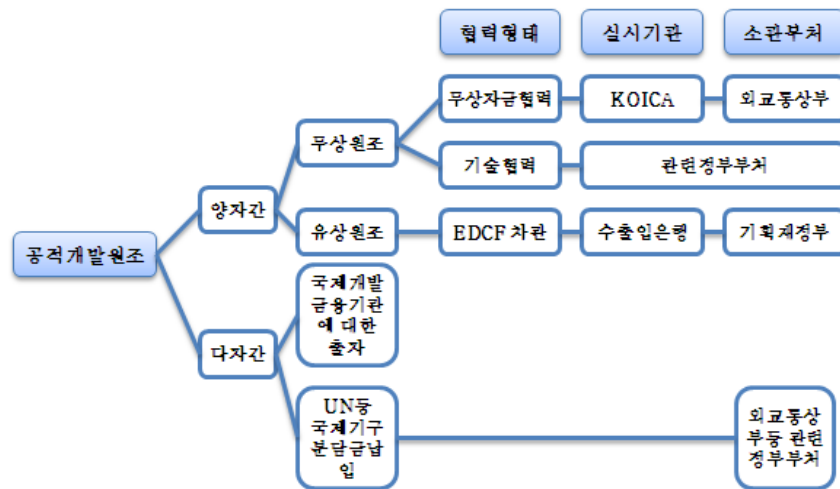 협력형태
실시기관
소관부처
무상자금협력
KOICA
외교통상부
무상원조
기술협력
관련정부부처
양자간
유상원조
EDCF 차관
수출입은행
기획재정부
공적개발원조
국제개발
금융기관
에 대한
출자
다자간
UN등
국제기구
분담금납
입
외교통상
부등 관련
정부부처